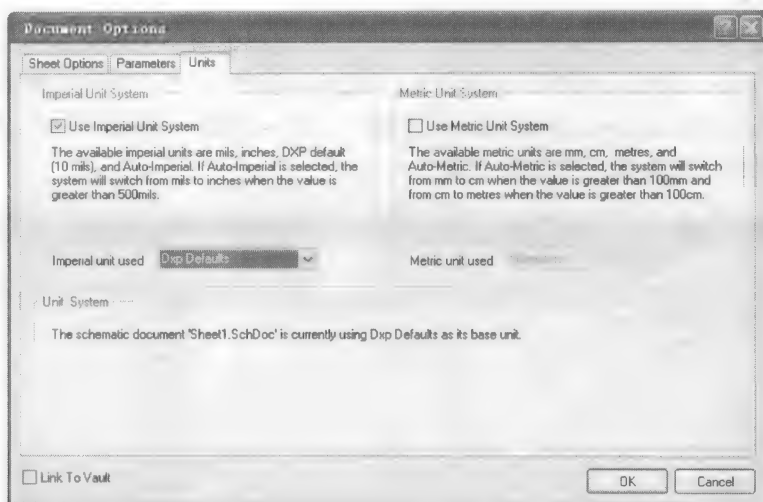 Document Options
Sheet Options
Parameters
Units
Imperial Unit System
Use Imperial Unit System
The available imperial units are mils, inches, DXP default
(10 mils), and Auto-Imperial. If Auto-Imperial is selected, the
system will switch from mils to inches when the value is
greater than 500mils.
Imperial unit used
Dxp Defaults
Metric Unit System
Use Metric Unit System
The available metric units are mm, cm, metres, and
Auto-Metric. If Auto-Metric is selected, the system will switch
from mm to cm when the value is greater than 100mm and
from cm to metres when the value is greater than 100cm.
Metric unit used
Unit System
The schematic document 'Sheet1.SchDoc' is currently using Dxp Defaults as its base unit.
Link To Vault
OK
Cancel